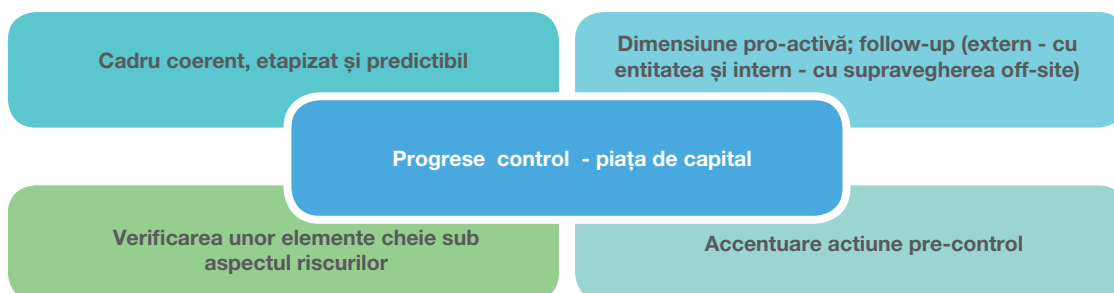 Cadru coerent, etapizat și predictibil
Dimensiune pro-activă; follow-up (extern - cu
entitatea și intern - cu supravegherea off-site)
Progrese control - piața de capital
Verificarea unor elemente cheie sub
aspectul riscurilor
Accentuare actiune pre-control